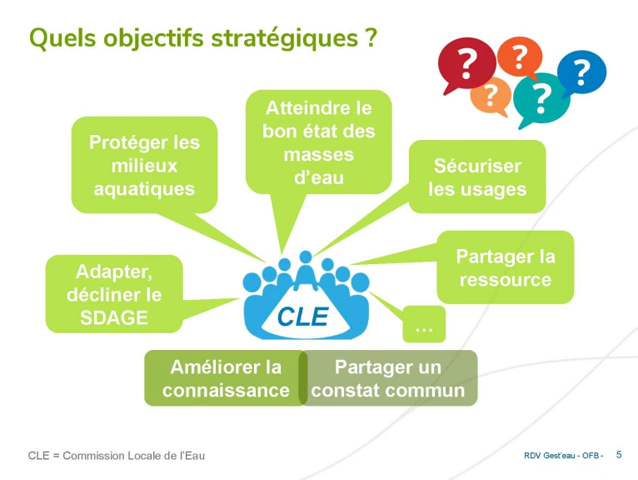 Quels objectifs stratégiques ?
? ? ? ? ?
Atteindre le
bon état des
masses
d'eau
Protéger les
milieux
aquatiques
Sécuriser
les usages
Partager la
ressource
Adapter,
décliner le
SDAGE
CLE
...
Améliorer la
connaissance
Partager un
constat commun
CLE = Commission Locale de l'Eau
RDV Gest'eau - OFB - 5